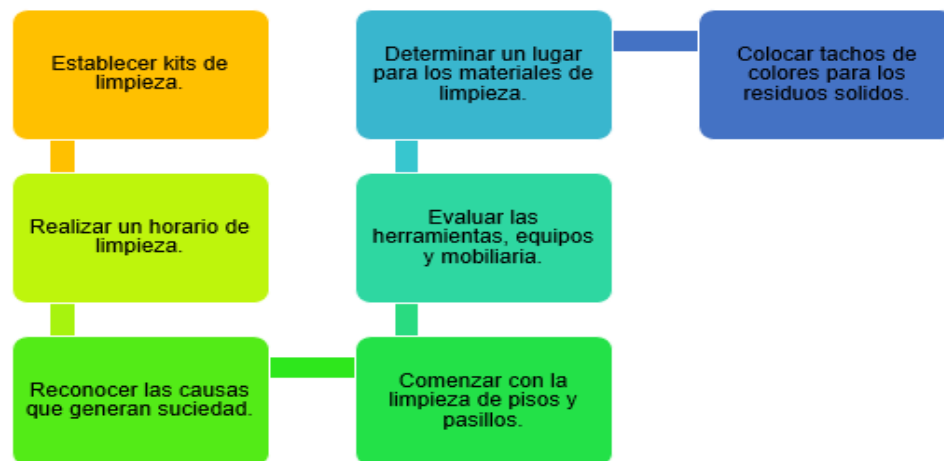 Establecer kits de
limpieza.
Realizar un horario de
limpieza.
Reconocer las causas
que generan suciedad.
Comenzar con la
limpieza de pisos y
pasillos.
Evaluar las
herramientas, equipos
y mobiliaria.
Determinar un lugar
para los materiales de
limpieza.
Colocar tachos de
colores para los
residuos solidos.